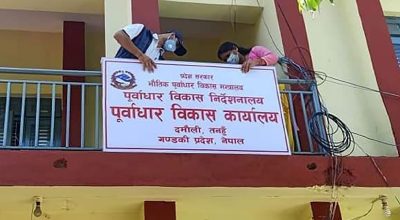 प्रदेश सरकार
भौतिक पूर्वाधार विकास मन्त्रालय
पूर्वाधार विकास निर्देशनालय
पूर्वाधार विकास कार्यालय
दमौली, तनहुँ
गण्डकी प्रदेश, नेपाल